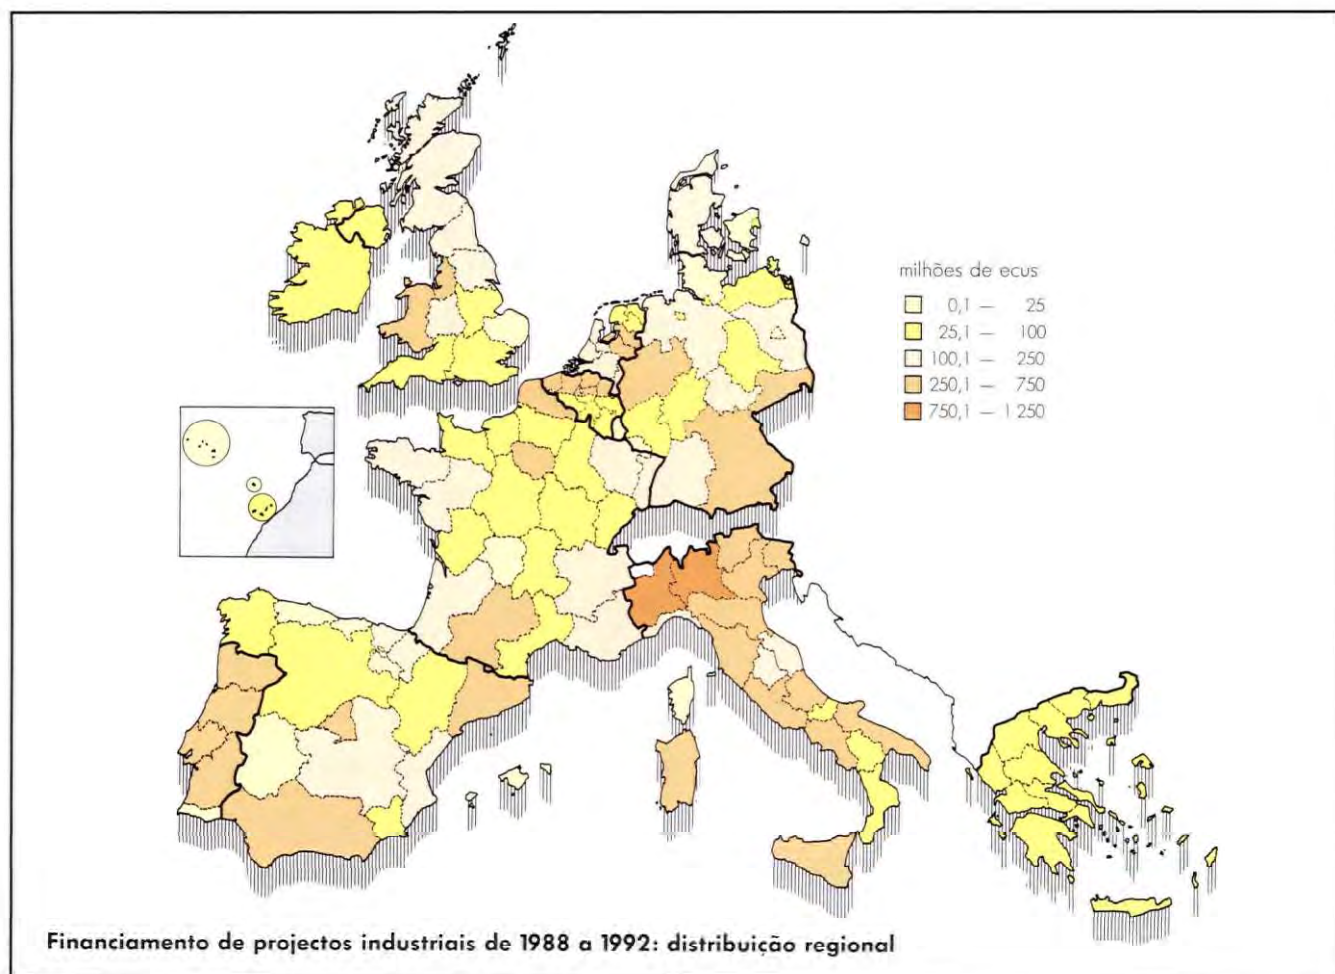 milhões de ecus
0,1 — 25
25,1 — 100
100,1 — 250
250,1 — 750
750,1 — 1 250
Financiamento de projectos industriais de 1988 a 1992: distribuição regional